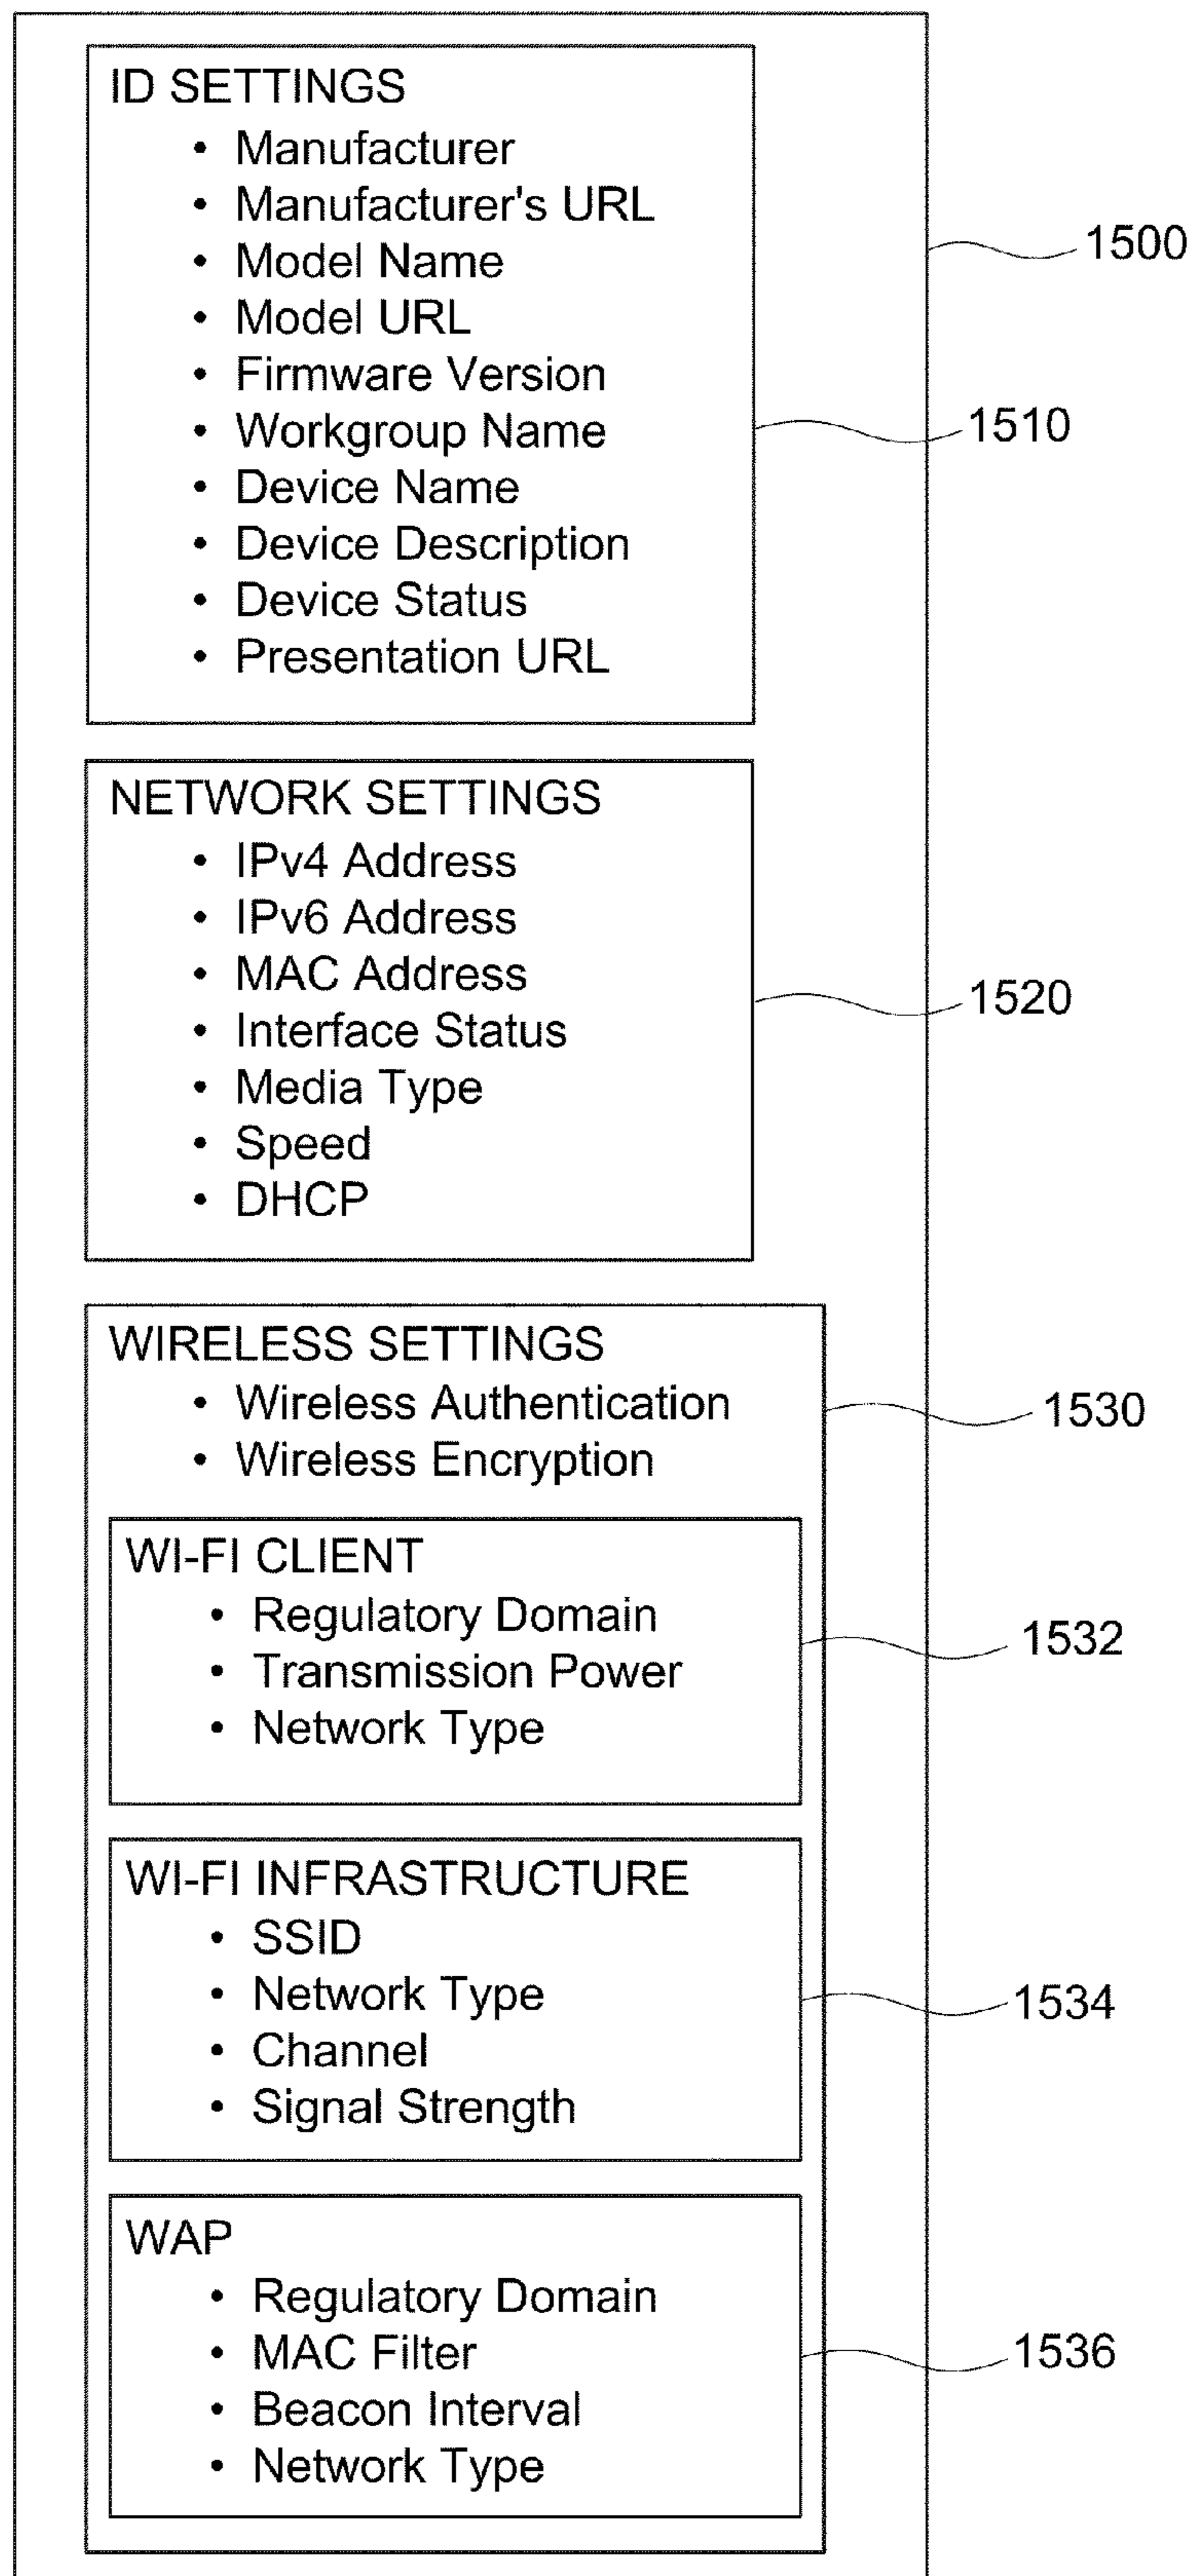 ID SETTINGS
• Manufacturer
• Manufacturer's URL
• Model Name
• Model URL
• Firmware Version
• Workgroup Name
• Device Name
• Device Description
• Device Status
• Presentation URL
1500
1510
NETWORK SETTINGS
• IPv4 Address
• IPv6 Address
• MAC Address
• Interface Status
• Media Type
• Speed
• DHCP
1520
WIRELESS SETTINGS
• Wireless Authentication
• Wireless Encryption
1530
WI-FI CLIENT
• Regulatory Domain
• Transmission Power
• Network Type
1532
WI-FI INFRASTRUCTURE
• SSID
• Network Type
• Channel
• Signal Strength
1534
WAP
• Regulatory Domain
• MAC Filter
• Beacon Interval
• Network Type
1536